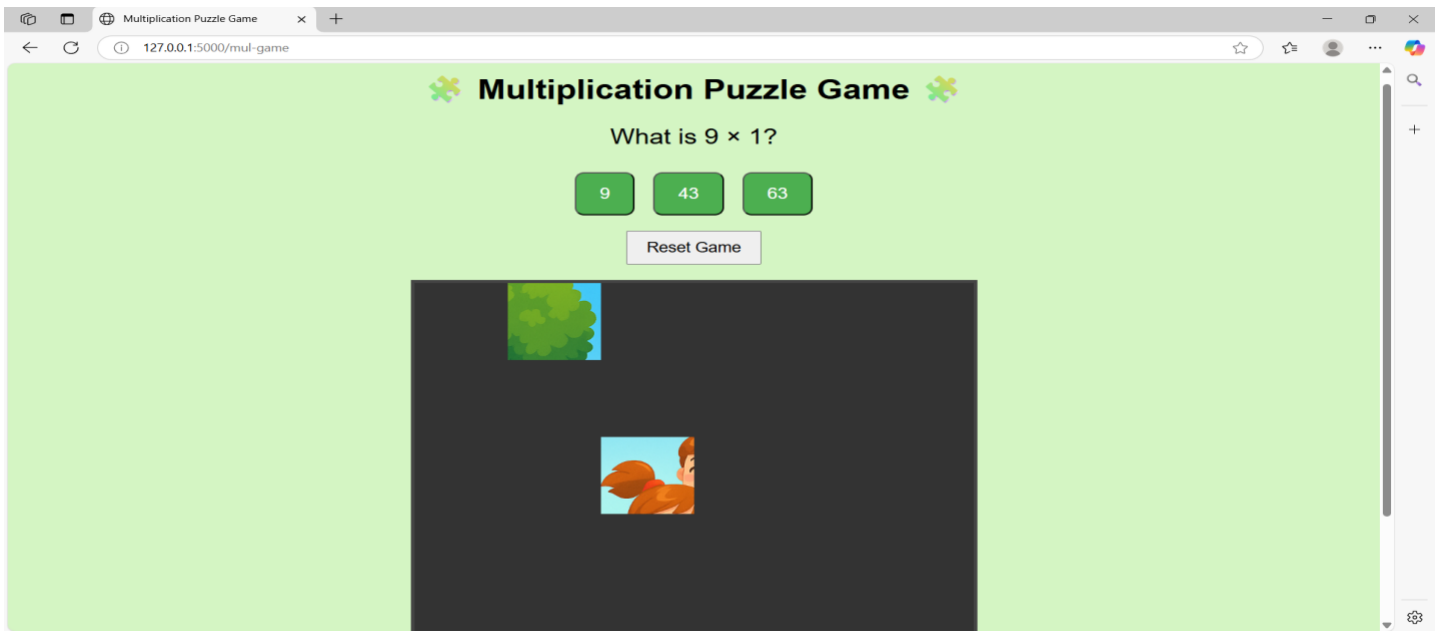 Multiplication Puzzle Game
127.0.0.1:5000/mul-game
Multiplication Puzzle Game
What is 9 × 1?
9 43 63
Reset Game